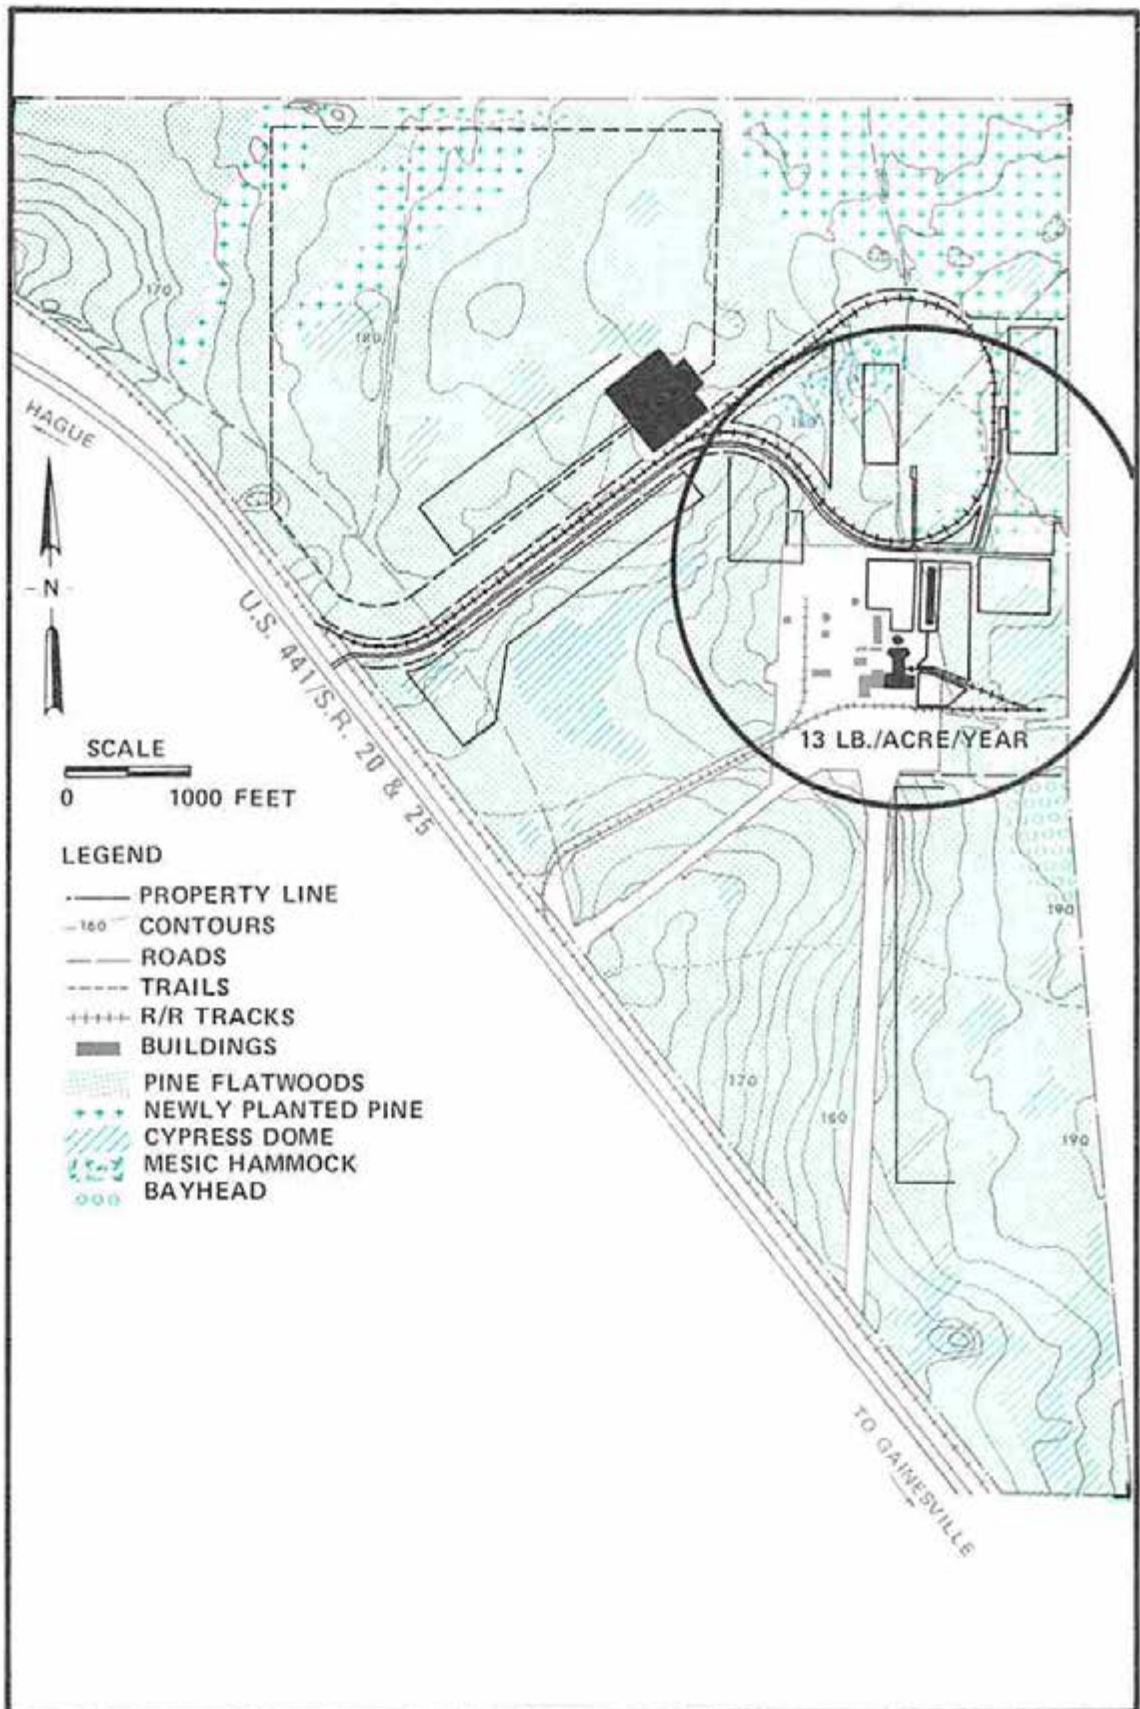 170
180
180
HAGUE
- N -
U.S. 441/S.R. 20 & 25
13 LB./ACRE/YEAR
SCALE
0 1000 FEET
LEGEND
PROPERTY LINE
160 CONTOURS
ROADS
TRAILS
R/R TRACKS
BUILDINGS
PINE FLATWOODS
NEWLY PLANTED PINE
CYPRESS DOME
MESIC HAMMOCK
BAYHEAD
190
170
180
190
TO GAINESVILLE